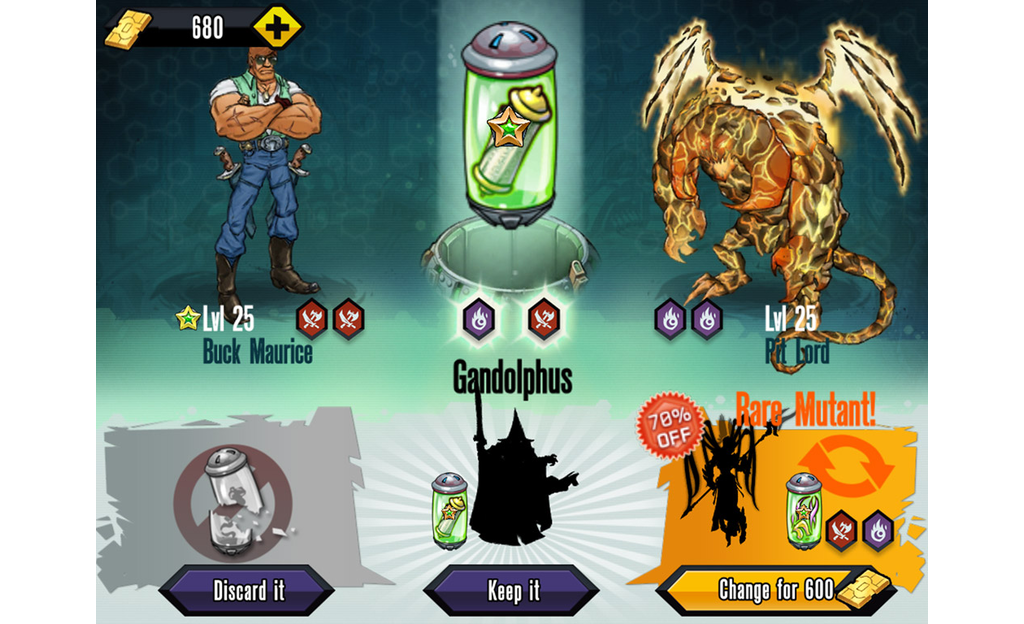 680
Lvl 25
Buck Maurice
Lvl 25
Pit Lord
Gandolphus
70%
OFF
Rare Mutant!
Discard it
Keep it
Change for 600